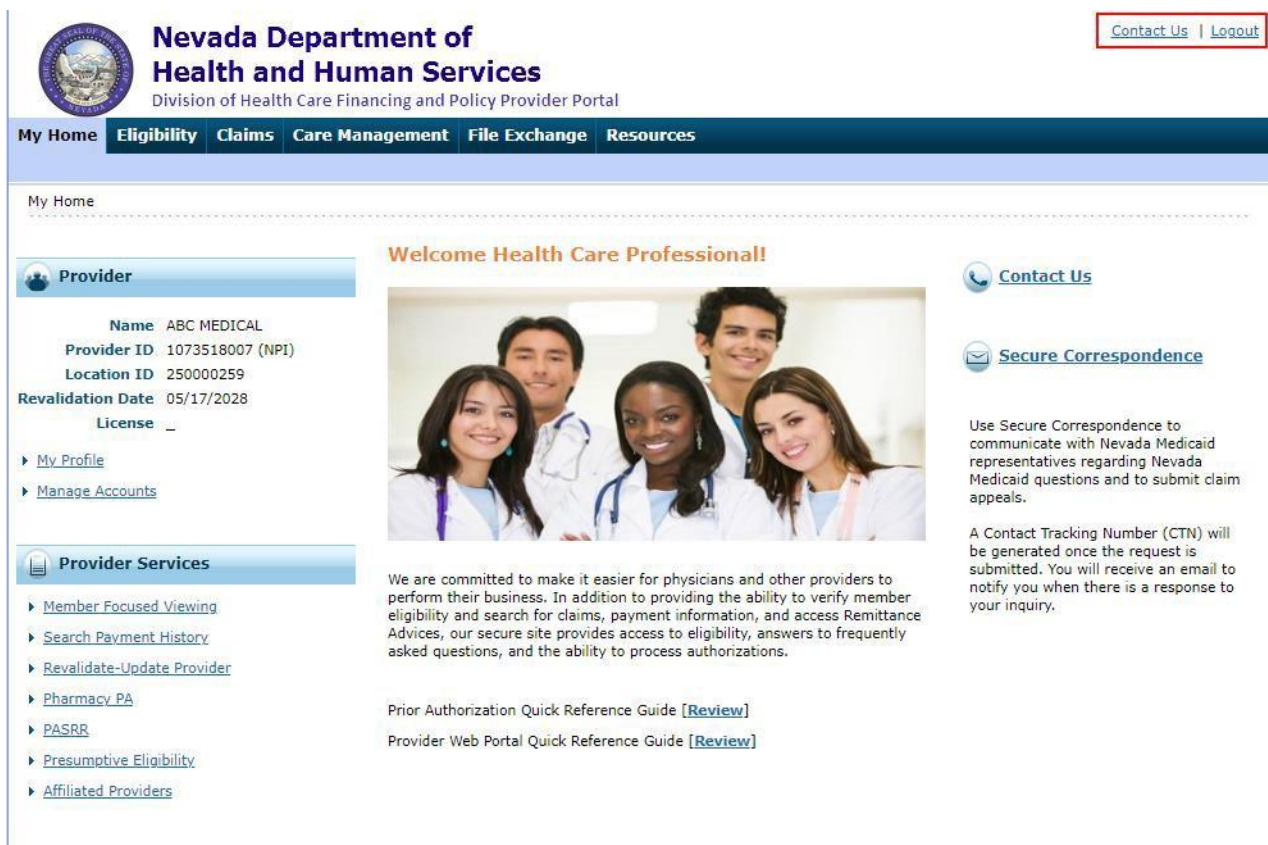 Contact Us | Logout
Nevada Department of
Health and Human Services
Division of Health Care Financing and Policy Provider Portal
My Home Eligibility Claims Care Management File Exchange Resources
My Home
Provider
Name ABC MEDICAL
Provider ID 1073518007 (NPI)
Location ID 250000259
Revalidation Date 05/17/2028
License _
My Profile
Manage Accounts
Provider Services
Member Focused Viewing
Search Payment History
Revalidate-Update Provider
Pharmacy PA
PASRR
Presumptive Eligibility
Affiliated Providers
Welcome Health Care Professional!
We are committed to make it easier for physicians and other providers to
perform their business. In addition to providing the ability to verify member
eligibility and search for claims, payment information, and access Remittance
Advices, our secure site provides access to eligibility, answers to frequently
asked questions, and the ability to process authorizations.
Prior Authorization Quick Reference Guide [Review]
Provider Web Portal Quick Reference Guide [Review]
Contact Us
Secure Correspondence
Use Secure Correspondence to
communicate with Nevada Medicaid
representatives regarding Nevada
Medicaid questions and to submit claim
appeals.
A Contact Tracking Number (CTN) will
be generated once the request is
submitted. You will receive an email to
notify you when there is a response to
your inquiry.